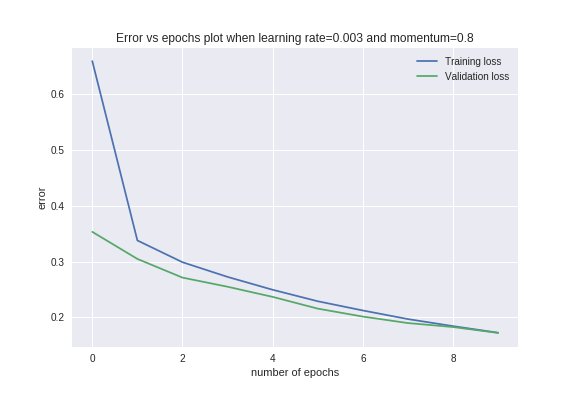 Error vs epochs plot when learning rate=0.003 and momentum=0.8
Training loss
Validation loss
0.6
0.5
0.4
0.3
0.2
error
0 2 4 6 8
number of epochs